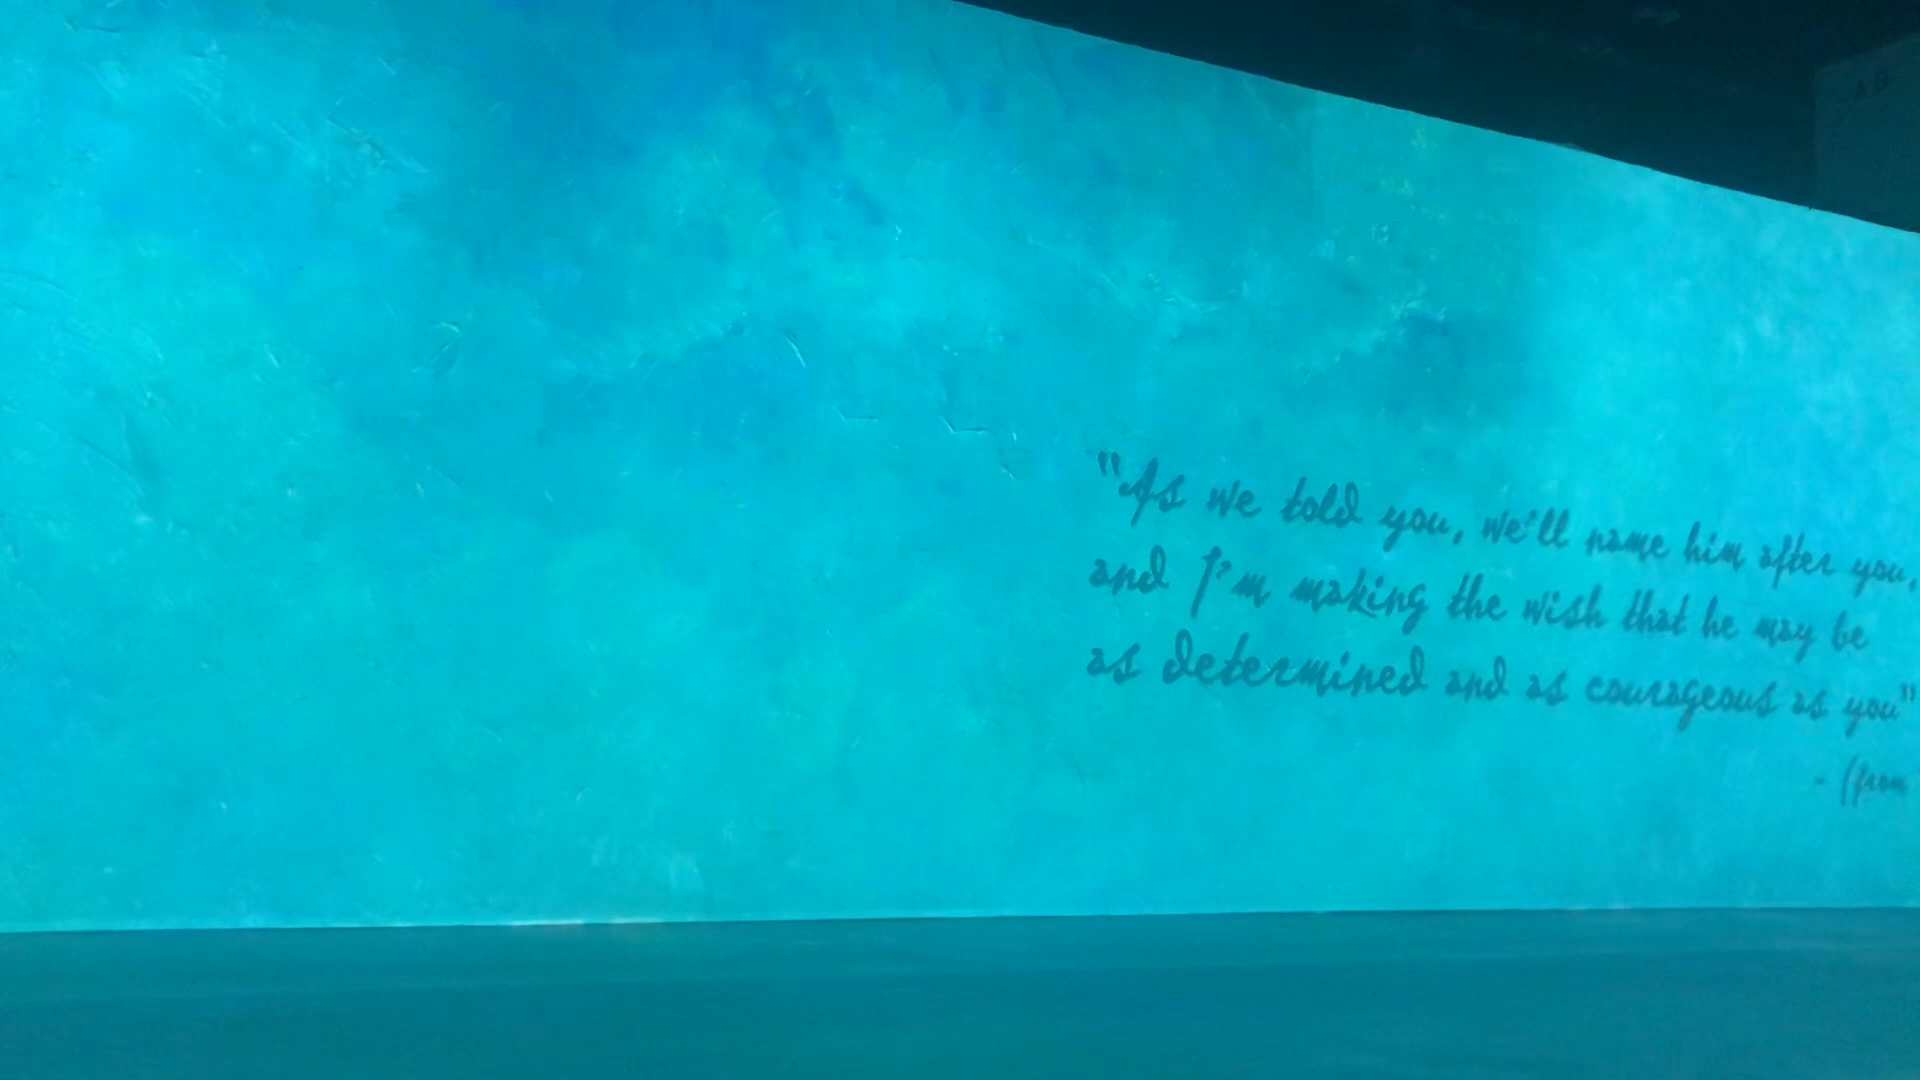 "As we told you, we'll name him after you,
and I'm making the wish that he may be
as determined and as courageous as you"
- (from